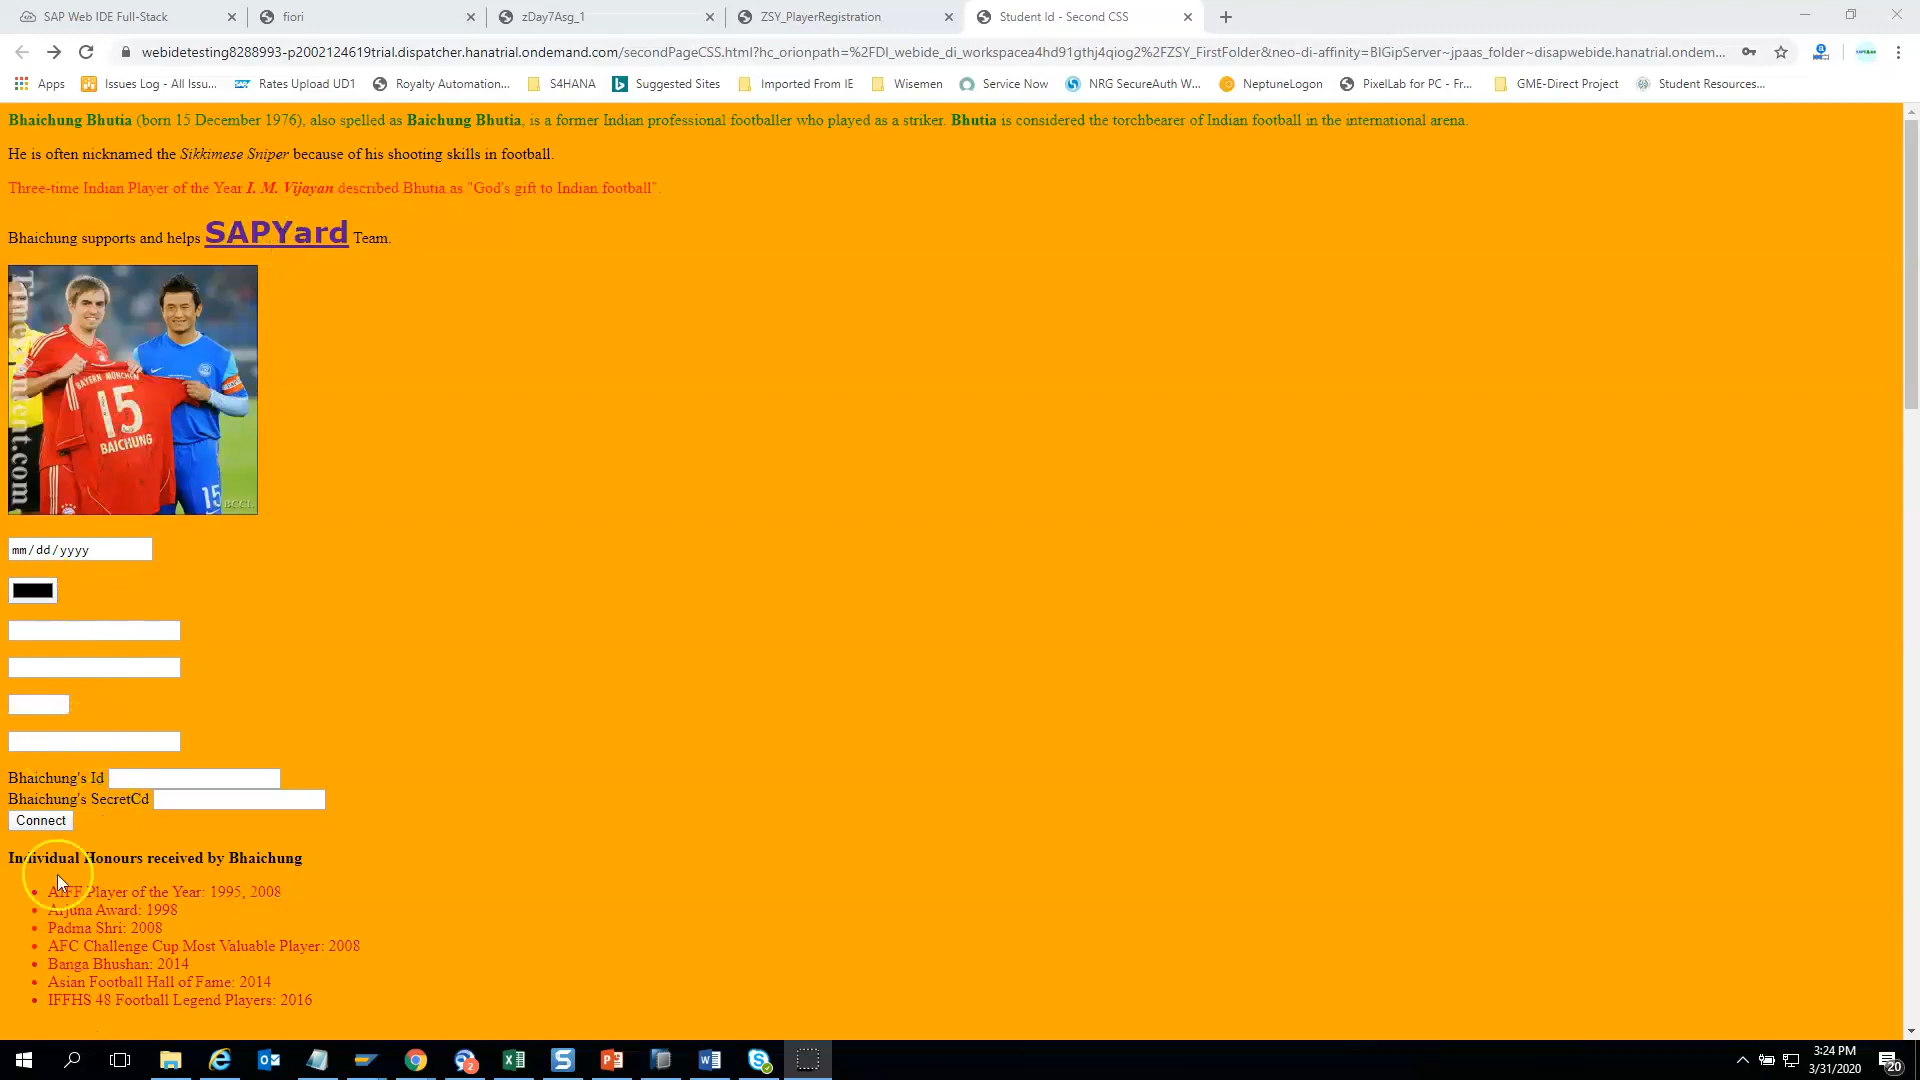 SAP Web IDE Full-Stack
fiori
zDay7Asg_1
ZSY_PlayerRegistration
Student Id - Second CSS
webidetesting8288993-p2002124619trial.dispatcher.hanatrial.ondemand.com/secondPageCSS.html?hc_orionpath=%2FDI_webide_di_workspacea4hd91gthj4qiog2%2FZSY_FirstFolder&neo-di-affinity=BIGipServer~jpaas_folder~disapwebide.hanatrial.ondem...
Apps
Issues Log - All Issu...
Rates Upload UD1
Royalty Automation...
S4HANA
Suggested Sites
Imported From IE
Wisemen
Service Now
NRG SecureAuth W...
NeptuneLogon
PixelLab for PC - Fr...
GME-Direct Project
Student Resources...
Bhaichung Bhutia (born 15 December 1976), also spelled as Baichung Bhutia, is a former Indian professional footballer who played as a striker. Bhutia is considered the torchbearer of Indian football in the international arena.
He is often nicknamed the Sikkimese Sniper because of his shooting skills in football.
Three-time Indian Player of the Year I. M. Vijayan described Bhutia as "God's gift to Indian football".
Bhaichung supports and helps SAPYard Team.
BAYERN MÜNCHEN
15
BAICHUNG
15
BCCL
mm/dd/yyyy
Bhaichung's Id
Bhaichung's SecretCd
Connect
Individual Honours received by Bhaichung
AIFF Player of the Year: 1995, 2008
Arjuna Award: 1998
Padma Shri: 2008
AFC Challenge Cup Most Valuable Player: 2008
Banga Bhushan: 2014
Asian Football Hall of Fame: 2014
IFFHS 48 Football Legend Players: 2016
2
3:24 PM
3/31/2020
20